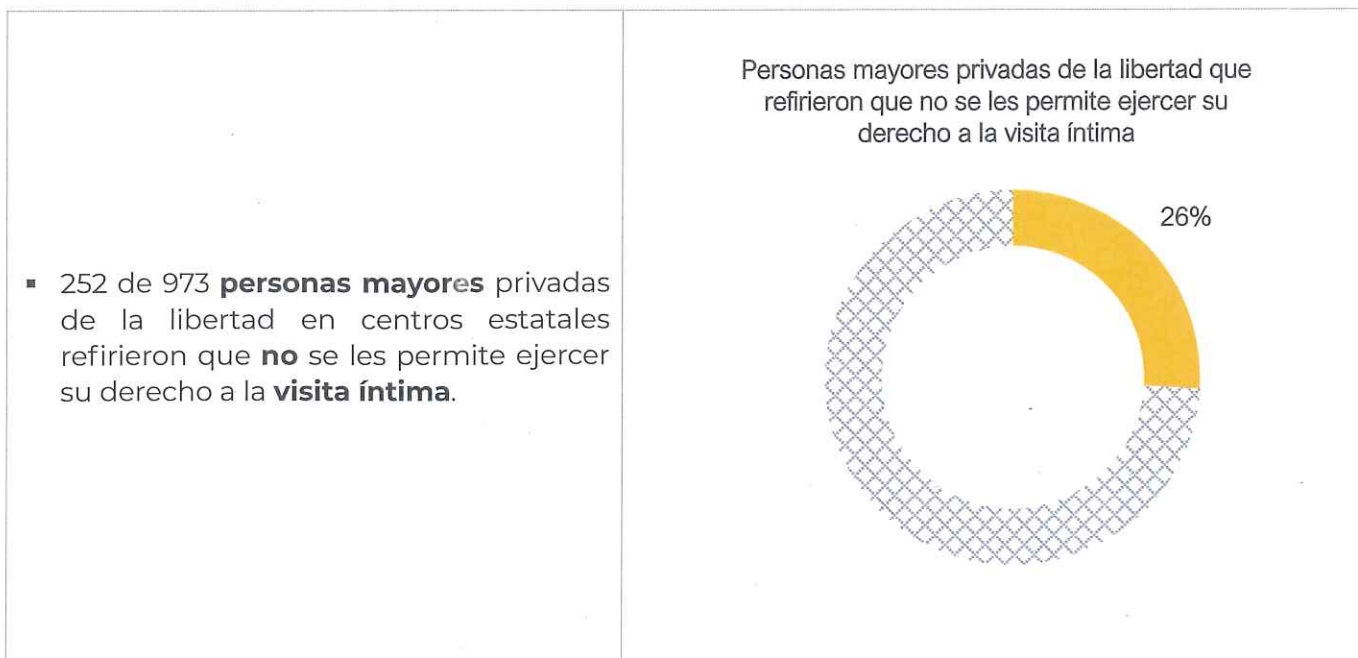 ▪ 252 de 973 personas mayores privadas
de la libertad en centros estatales
refirieron que no se les permite ejercer
su derecho a la visita íntima.
Personas mayores privadas de la libertad que
refirieron que no se les permite ejercer su
derecho a la visita íntima
26%